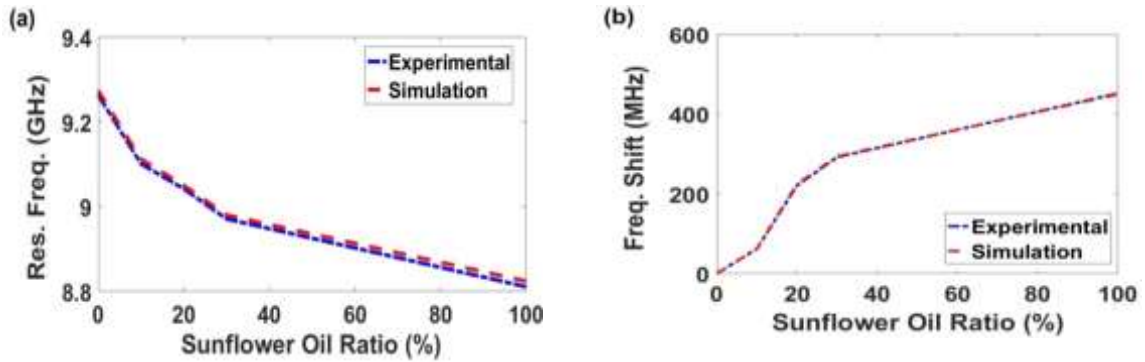 (a)
9.4
9.2
9
8.8
Res. Freq. (GHz)
Experimental
Simulation
0 20 40 60 80 100
Sunflower Oil Ratio (%)
(b)
600
400
200
0
Freq. Shift (MHz)
Experimental
Simulation
0 20 40 60 80 100
Sunflower Oil Ratio (%)